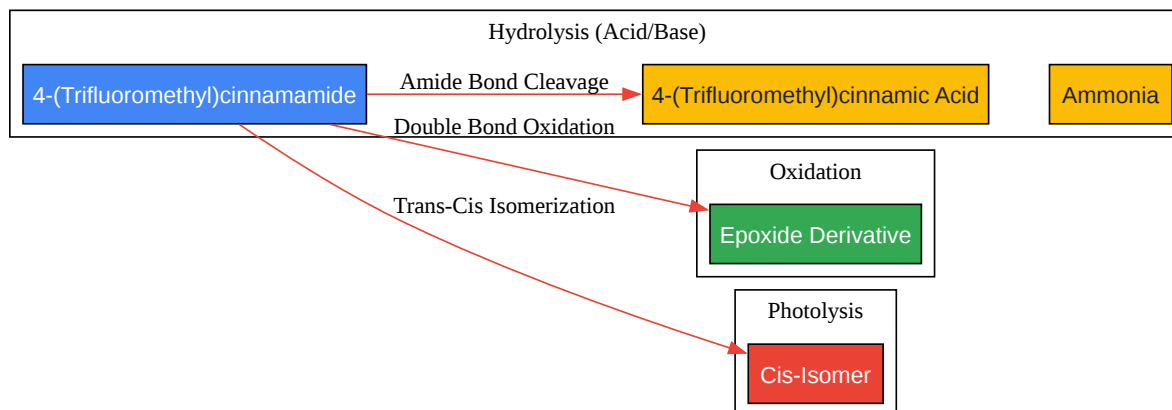 Hydrolysis (Acid/Base)
4-(Trifluoromethyl)cinnamamide
Amide Bond Cleavage
4-(Trifluoromethyl)cinnamic Acid
Ammonia
Double Bond Oxidation
Oxidation
Trans-Cis Isomerization
Epoxide Derivative
Photolysis
Cis-Isomer